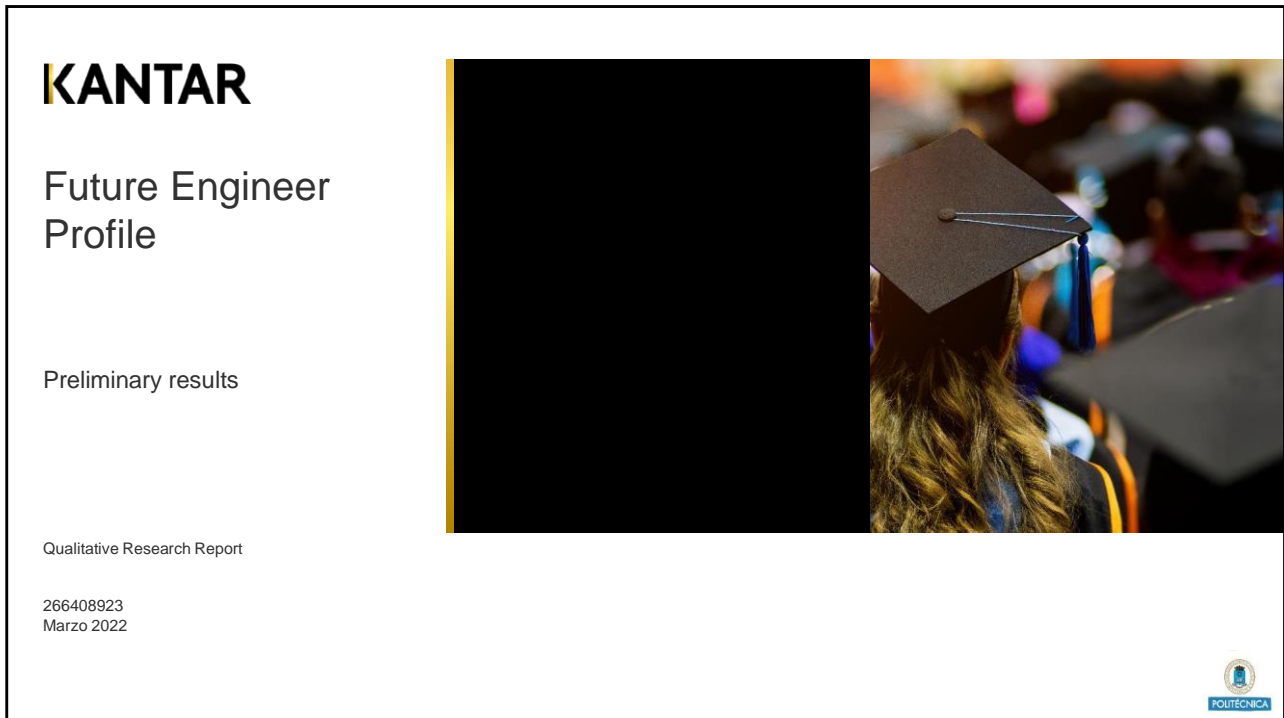 KANTAR
Future Engineer
Profile
Preliminary results
Qualitative Research Report
266408923
Marzo 2022
POLITÉCNICA